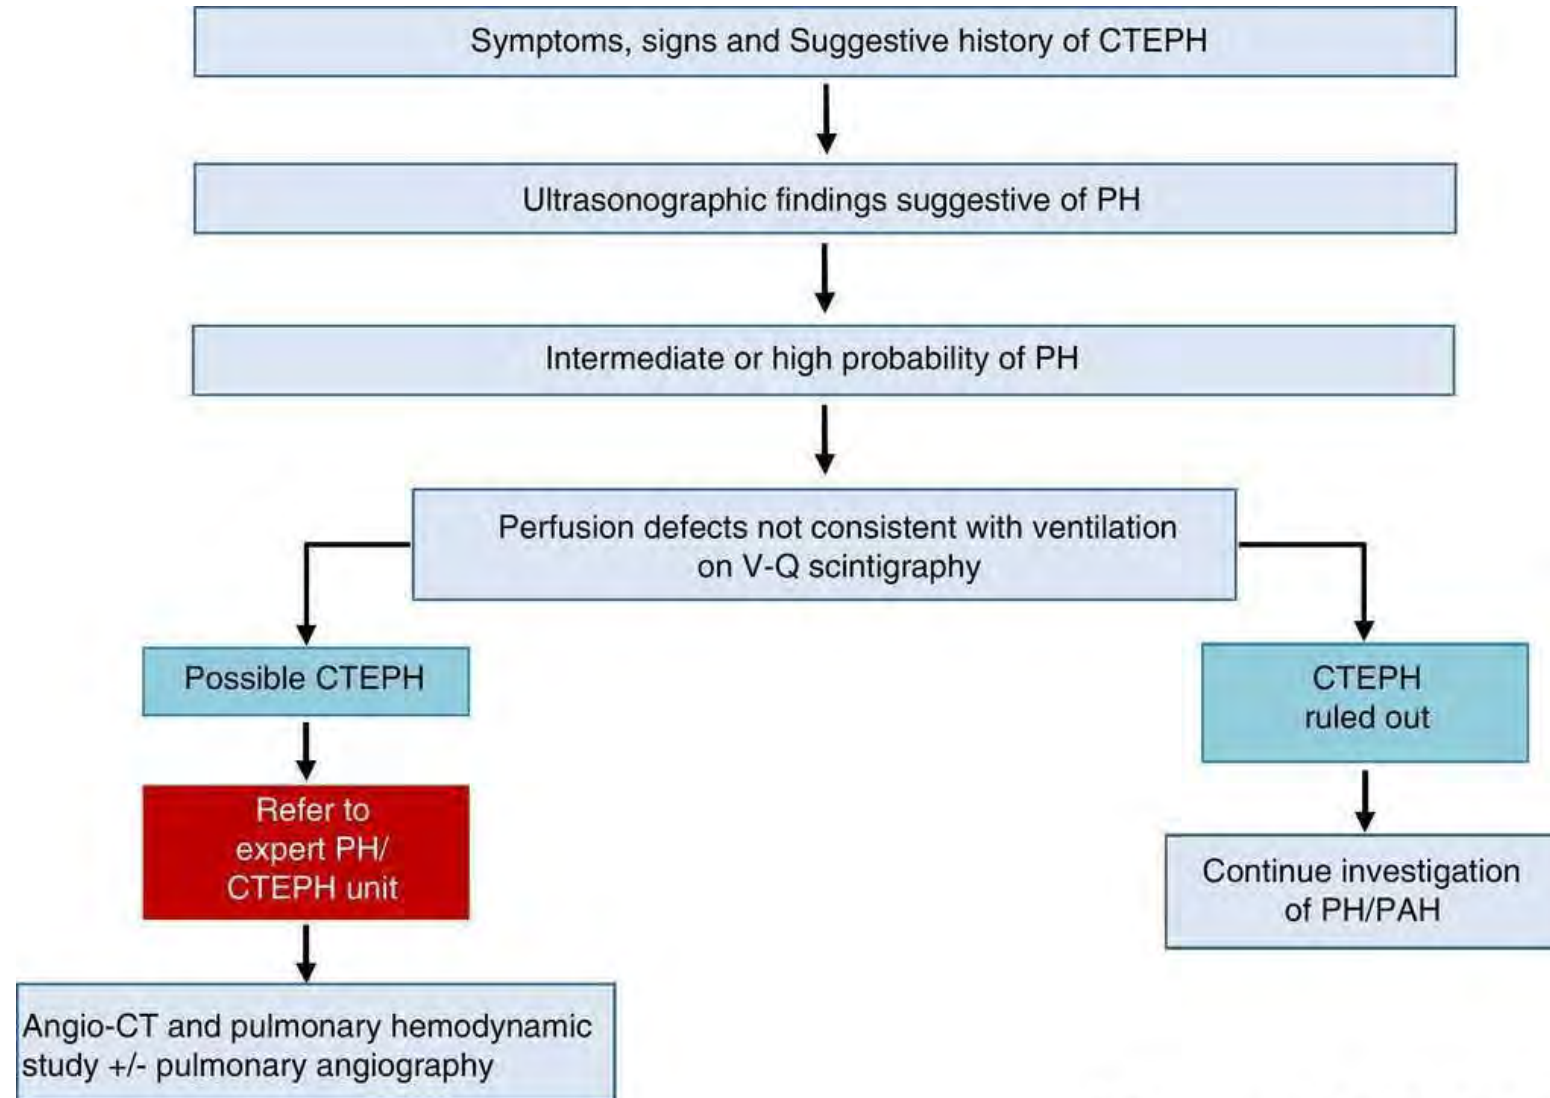 Symptoms, signs and Suggestive history of CTEPH
Ultrasonographic findings suggestive of PH
Intermediate or high probability of PH
Perfusion defects not consistent with ventilation
on V-Q scintigraphy
Possible CTEPH
CTEPH
ruled out
Refer to
expert PH/
CTEPH unit
Continue investigation
of PH/PAH
Angio-CT and pulmonary hemodynamic
study +/- pulmonary angiography